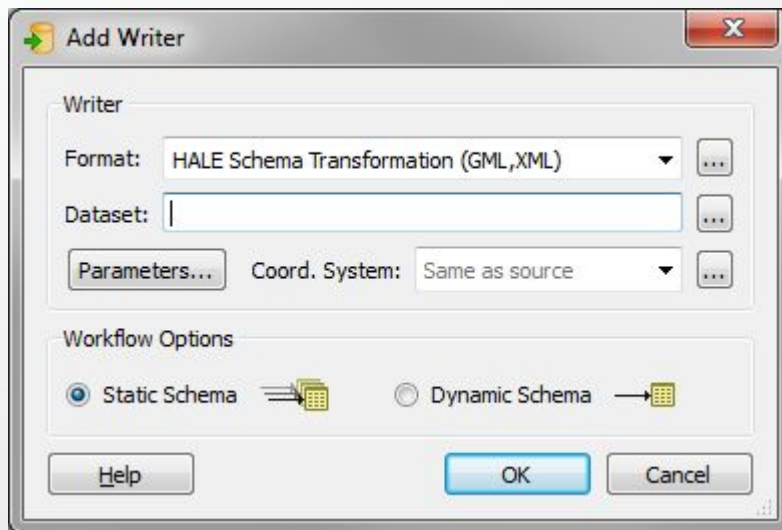 Add Writer
Writer
Format: HALE Schema Transformation (GML,XML) ...
Dataset: ...
Parameters... Coord. System: Same as source ...
Workflow Options
Static Schema Dynamic Schema
Help OK Cancel